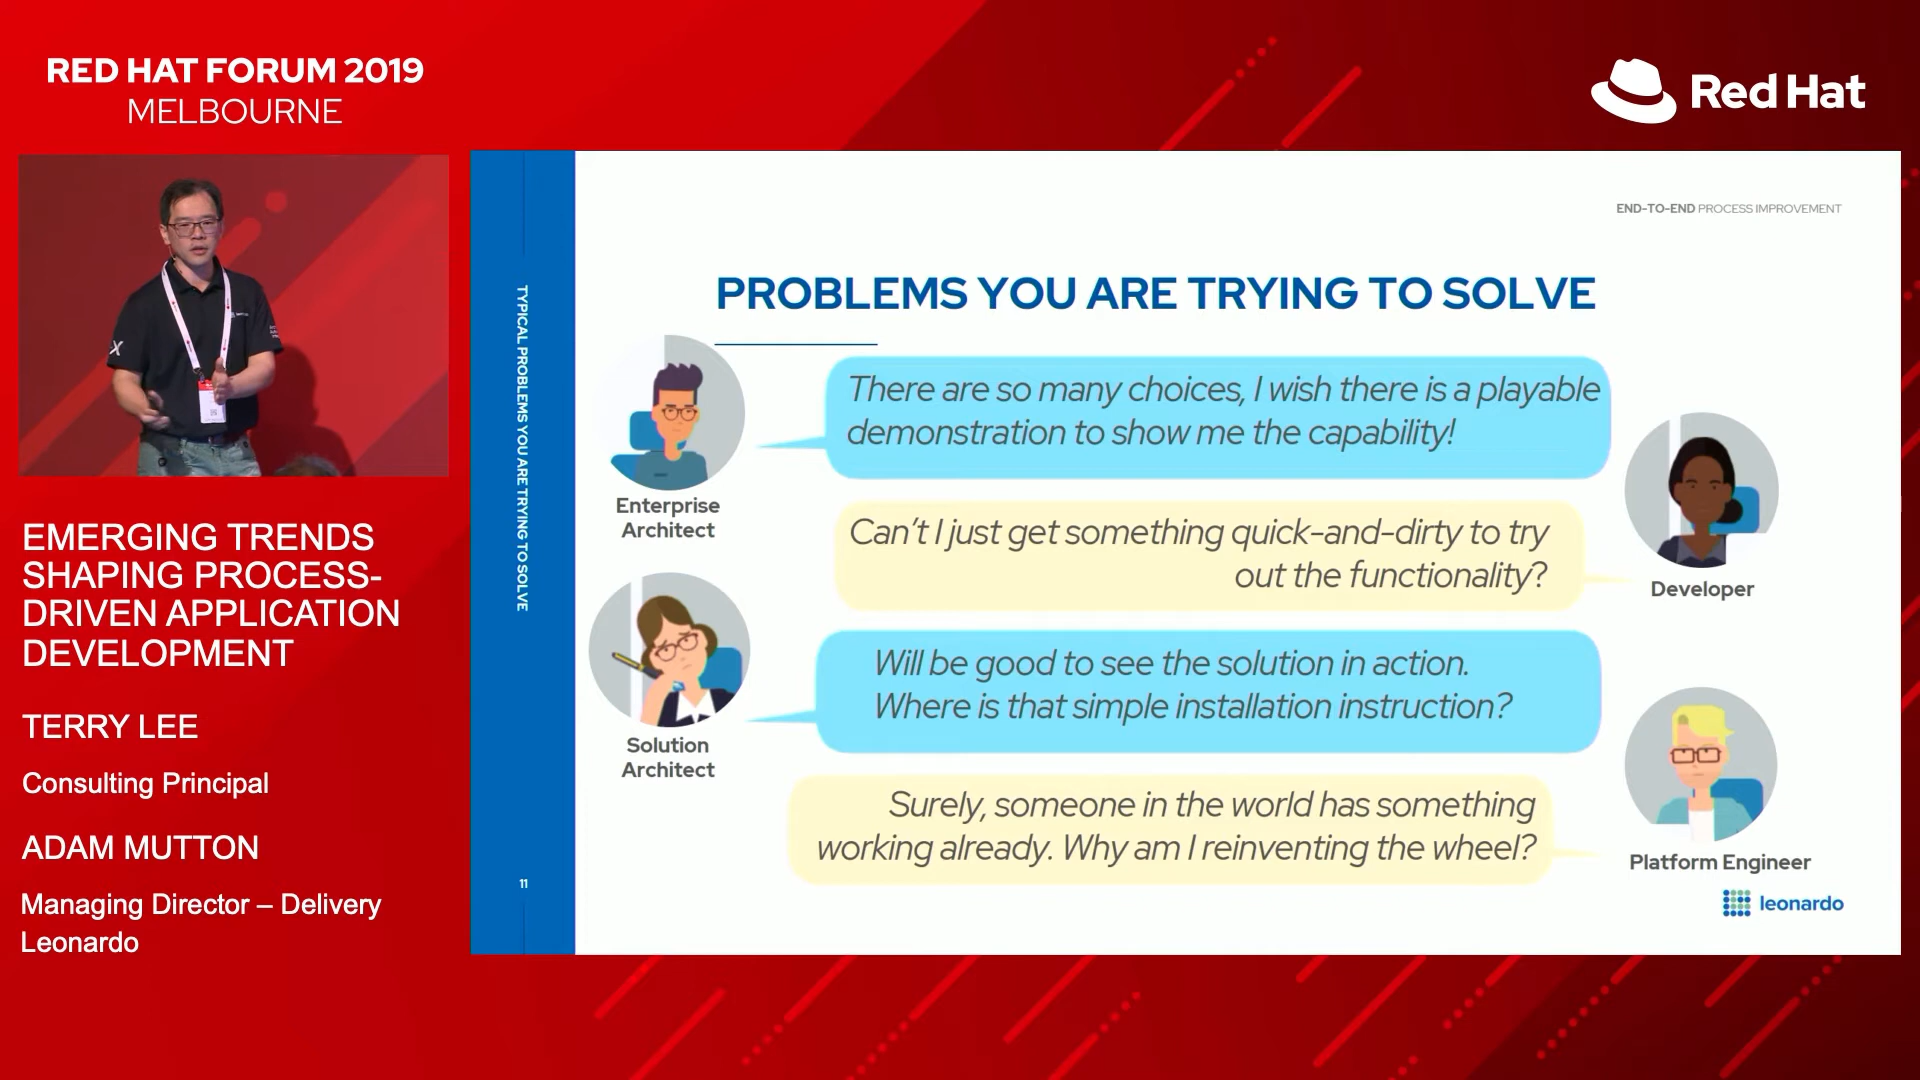 RED HAT FORUM 2019
MELBOURNE
Red Hat
EMERGING TRENDS
SHAPING PROCESS-
DRIVEN APPLICATION
DEVELOPMENT
TERRY LEE
Consulting Principal
ADAM MUTTON
Managing Director – Delivery
Leonardo
TYPICAL PROBLEMS YOU ARE TRYING TO SOLVE
11
END-TO-END PROCESS IMPROVEMENT
PROBLEMS YOU ARE TRYING TO SOLVE
There are so many choices, I wish there is a playable
demonstration to show me the capability!
Enterprise
Architect
Can't I just get something quick-and-dirty to try
out the functionality?
Developer
Will be good to see the solution in action.
Where is that simple installation instruction?
Solution
Architect
Surely, someone in the world has something
working already. Why am I reinventing the wheel?
Platform Engineer
leonardo